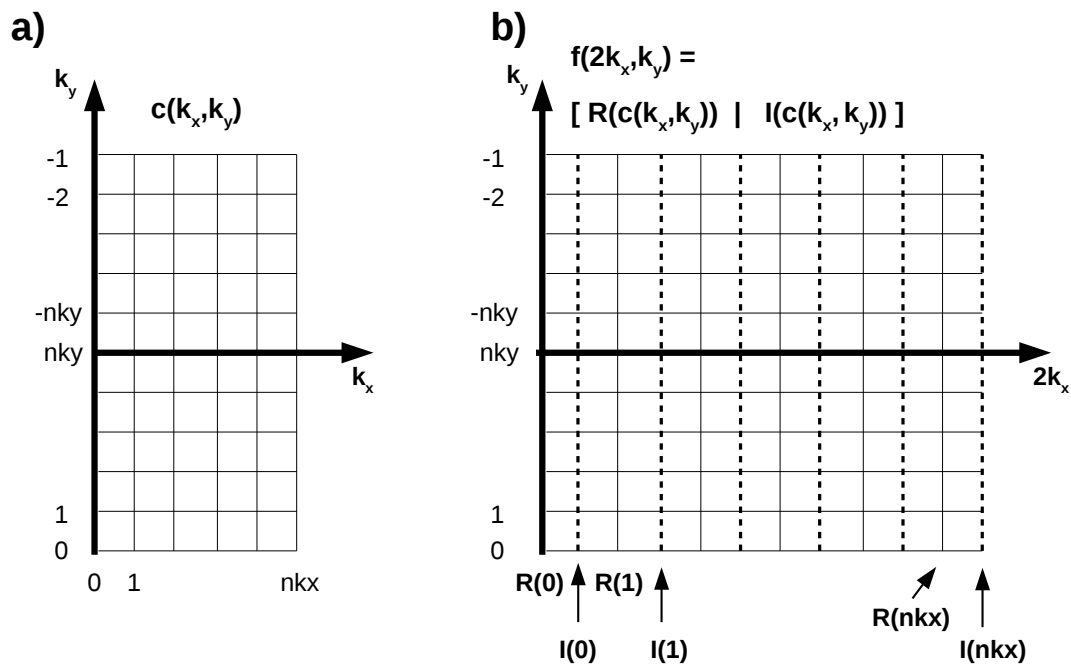 a)
k_y
c(k_x,k_y)
-1
-2
-nky
nky
k_x
1
0
0 1 nkx
b)
f(2k_x,k_y) =
k_y
[ R(c(k_x,k_y)) | I(c(k_x, k_y)) ]
-1
-2
-nky
nky
2k_x
1
0
R(0) R(1)
R(nkx)
I(0) I(1) I(nkx)